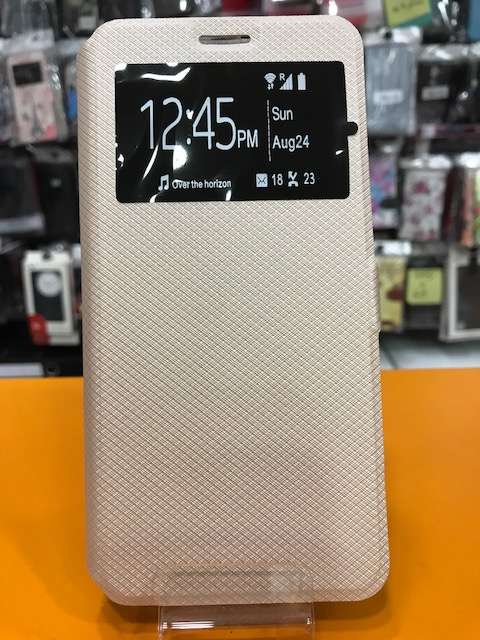 R
12:45PM
Sun
Aug24
Over the horizon
18 23